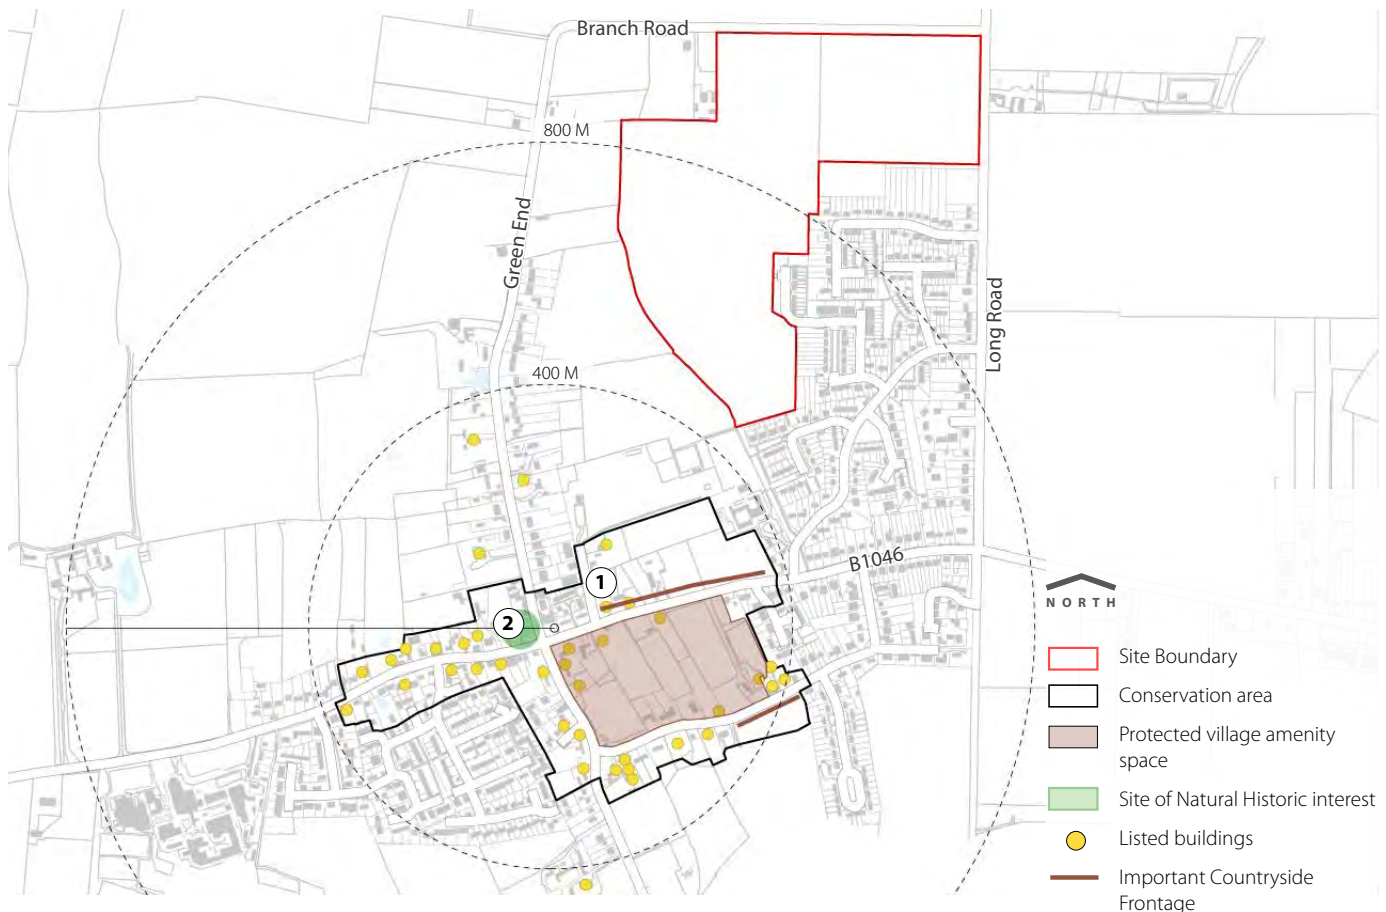 Branch Road
800 M
Green End
Long Road
400 M
B1046
1
2
NORTH
Site Boundary
Conservation area
Protected village amenity
space
Site of Natural Historic interest
Listed buildings
Important Countryside
Frontage